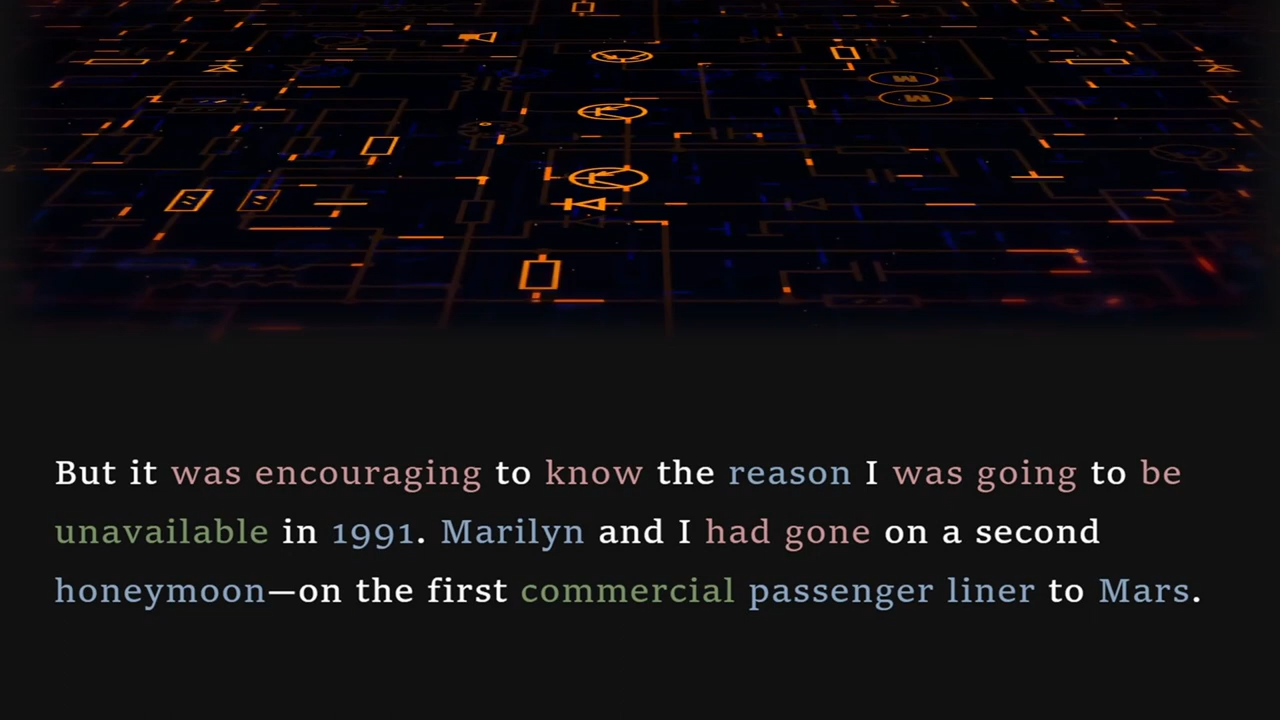 But it was encouraging to know the reason I was going to be
unavailable in 1991. Marilyn and I had gone on a second
honeymoon—on the first commercial passenger liner to Mars.